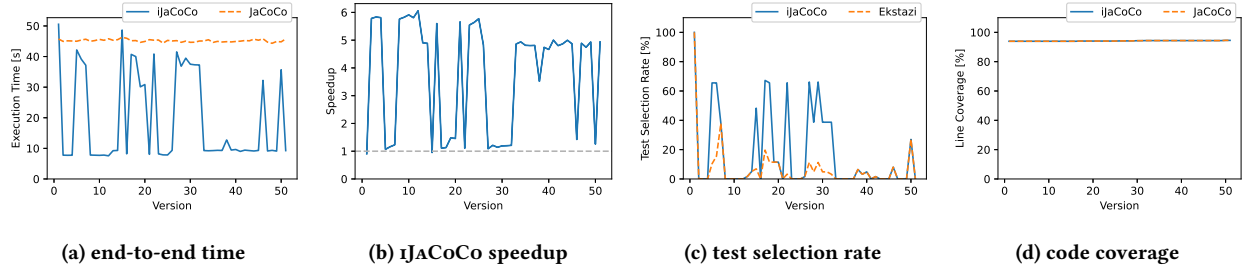 iJaCoCo JaCoCo
Execution Time [s]
50
40
30
20
10
0
0 10 20 30 40 50
Version
(a) end-to-end time
Speedup
6
5
4
3
2
1
0
0 10 20 30 40 50
Version
(b) iJaCoCo speedup
iJaCoCo Ekstazi
Test Selection Rate [%]
100
80
60
40
20
0
0 10 20 30 40 50
Version
(c) test selection rate
iJaCoCo JaCoCo
Line Coverage [%]
100
80
60
40
20
0
0 10 20 30 40 50
Version
(d) code coverage